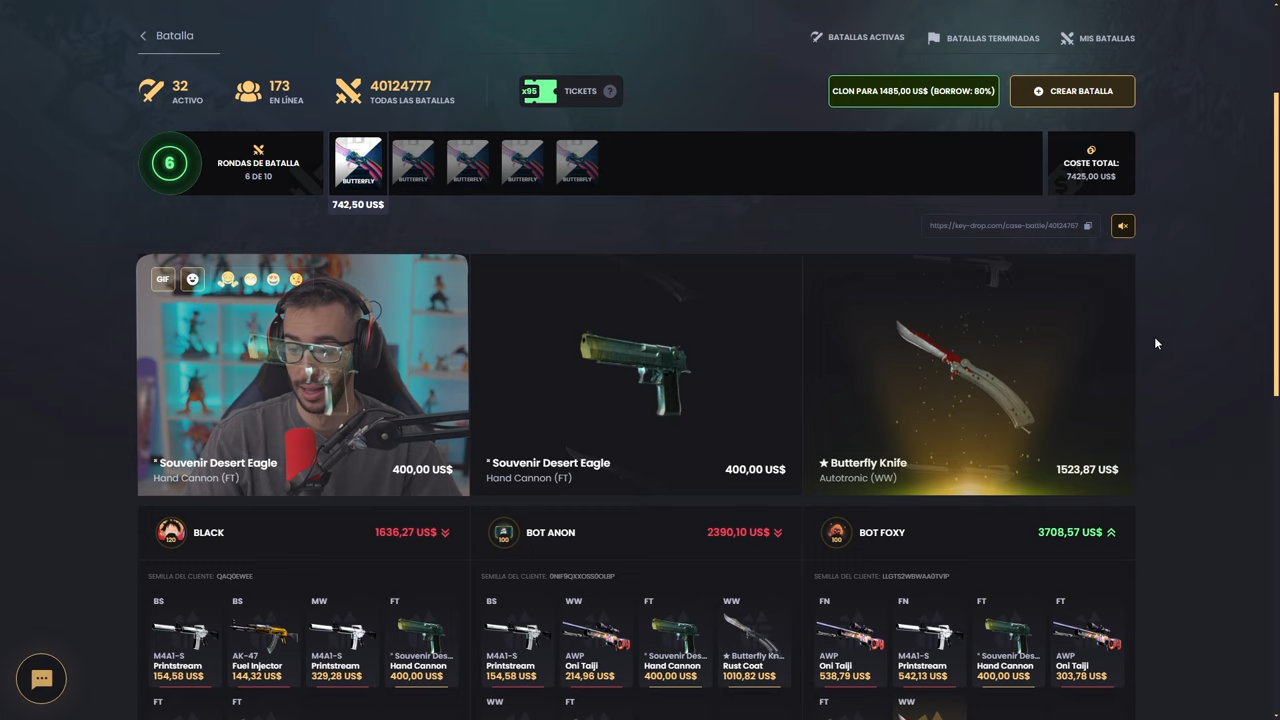 Batalla
BATALLAS ACTIVAS
BATALLAS TERMINADAS
MIS BATALLAS
32
ACTIVO
173
EN LÍNEA
40124777
TODAS LAS BATALLAS
x95
TICKETS
?
CLON PARA 1485,00 US$ (BORROW: 80%)
CREAR BATALLA
6
RONDAS DE BATALLA
6 DE 10
BUTTERFLY
BUTTERFLY
BUTTERFLY
BUTTERFLY
BUTTERFLY
COSTE TOTAL:
7425,00 US$
742,50 US$
https://key-drop.com/case-battle/40124767
GIF
Souvenir Desert Eagle
Hand Cannon (FT)
400,00 US$
Souvenir Desert Eagle
Hand Cannon (FT)
400,00 US$
★ Butterfly Knife
Autotronic (WW)
1523,87 US$
120
BLACK
1636,27 US$
100
BOT ANON
2390,10 US$
100
BOT FOXY
3708,57 US$
SEMILLA DEL CLIENTE: QAQ0EWEE
SEMILLA DEL CLIENTE:
SEMILLA DEL CLIENTE:
BS
BS
MW
FT
BS
WW
FT
WW
FN
FN
FT
FT
M4A1-S
AK-47
M4A1-S
Souvenir Des...
M4A1-S
AWP
Souvenir Des...
★ Butterfly Kn...
AWP
M4A1-S
Souvenir Des...
AWP
Printstream
Fuel Injector
Printstream
Hand Cannon
Printstream
Oni Taiji
Hand Cannon
Rust Coat
Oni Taiji
Printstream
Hand Cannon
Oni Taiji
154,58 US$
144,32 US$
329,28 US$
400,00 US$
154,58 US$
214,96 US$
400,00 US$
1010,82 US$
538,79 US$
542,13 US$
400,00 US$
303,78 US$
FT
FT
WW
FT
FT
WW